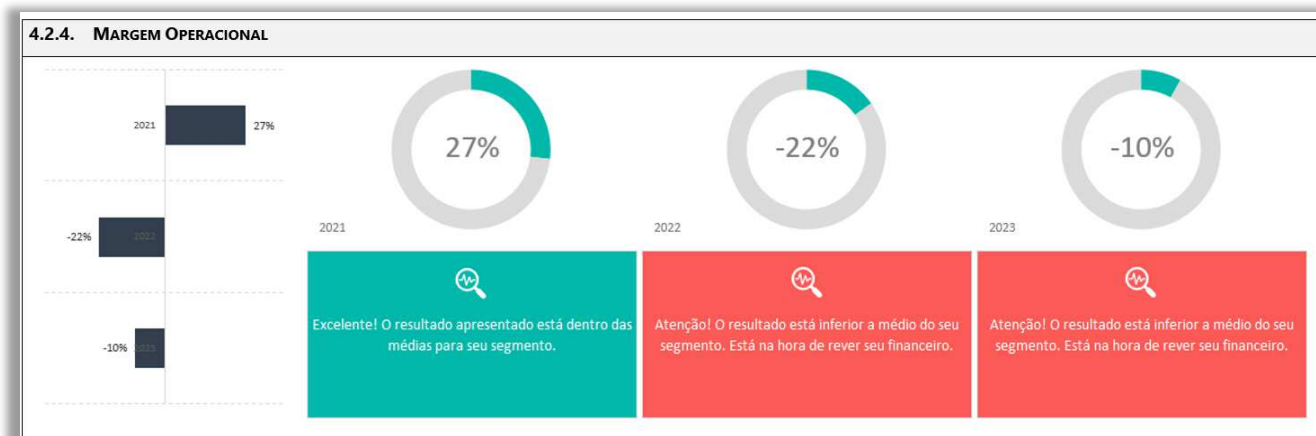 4.2.4. MARGEM OPERACIONAL
2021
27%
-22%
2022
-10%
2023
27%
2021
-22%
2022
-10%
2023
Excelente! O resultado apresentado está dentro das
médias para seu segmento.
Atenção! O resultado está inferior a médio do seu
segmento. Está na hora de rever seu financeiro.
Atenção! O resultado está inferior a médio do seu
segmento. Está na hora de rever seu financeiro.